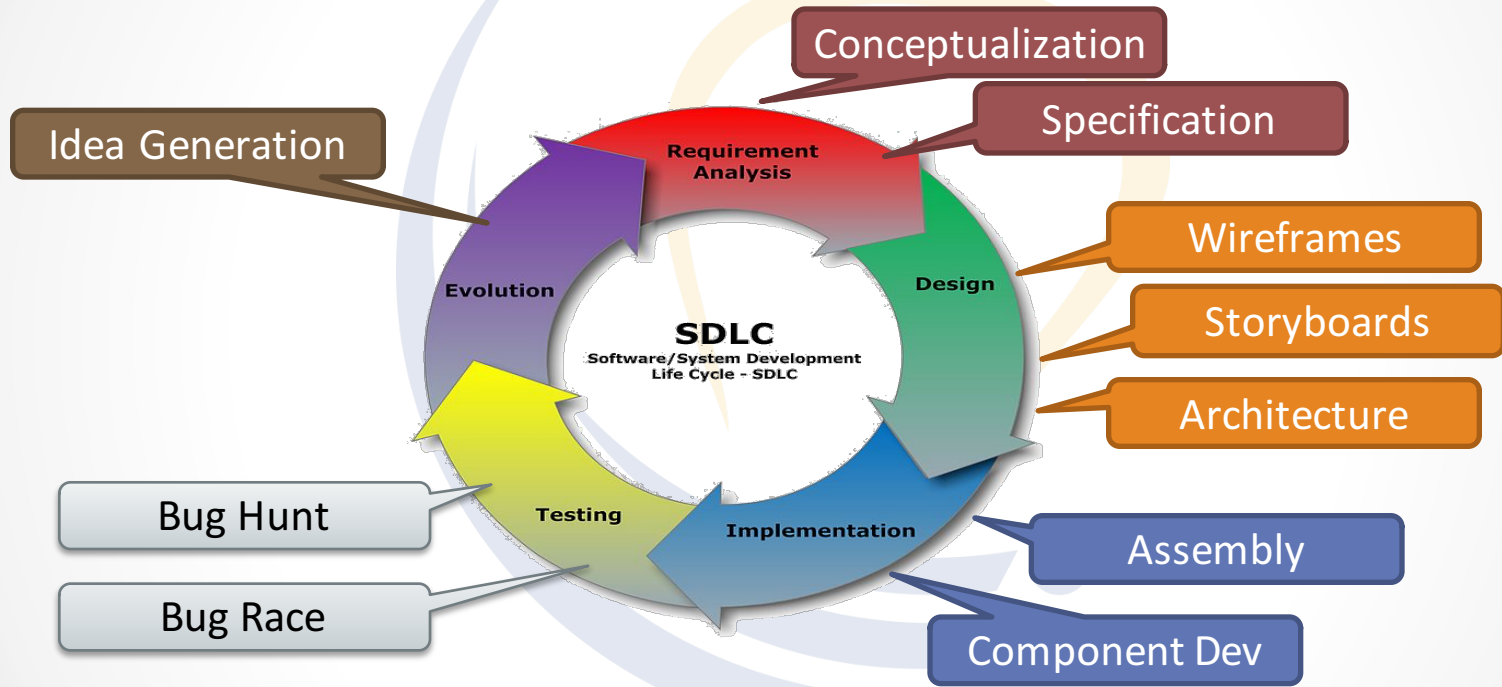 Conceptualization
Specification
Idea Generation
Requirement
Analysis
Wireframes
Design
Evolution
Storyboards
SDLC
Software/System Development
Life Cycle - SDLC
Architecture
Bug Hunt
Testing
Implementation
Assembly
Bug Race
Component Dev